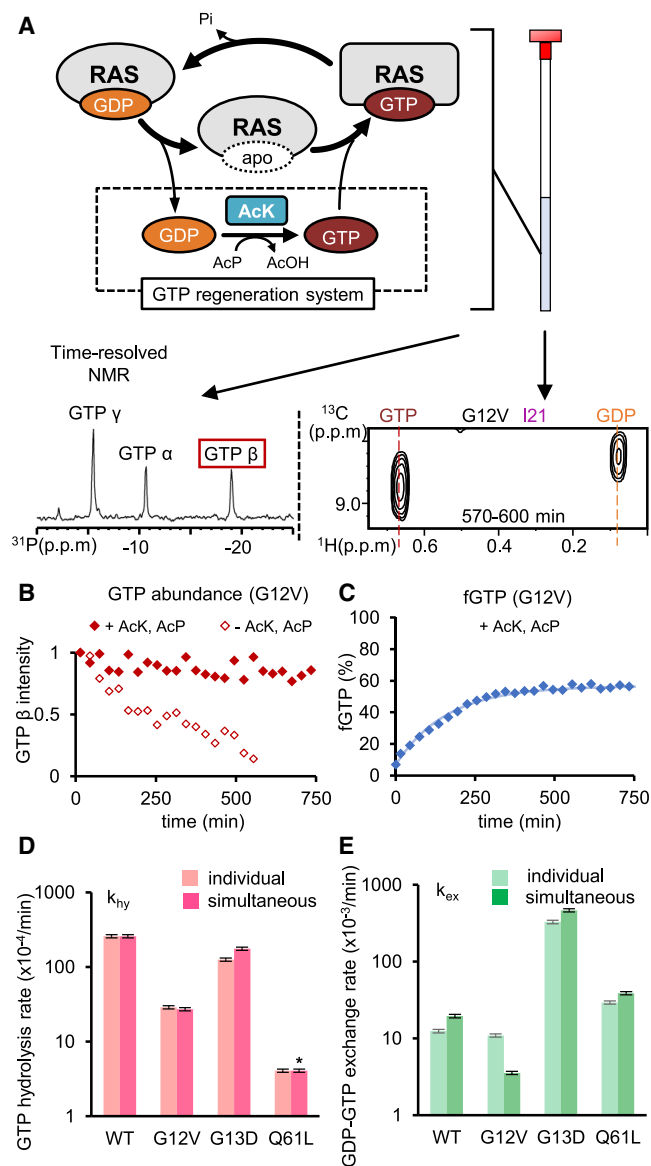 A
Pi
RAS
GDP
RAS
apo
RAS
GTP
AcK
GDP
GTP
AcP
AcOH
GTP regeneration system
Time-resolved
NMR
GTP γ
GTP α
GTP β
31P(p.p.m)
-10
-20
13C
(p.p.m)
GTP
G12V
I21
GDP
9.0
570-600 min
1H(p.p.m)
0.6
0.4
0.2
B
GTP abundance (G12V)
+ AcK, AcP
- AcK, AcP
GTP β intensity
1
0.5
0
0
250
500
750
time (min)
C
fGTP (G12V)
+ AcK, AcP
fGTP (%)
100
80
60
40
20
0
0
250
500
750
time (min)
D
individual
simultaneous
khy
GTP hydrolysis rate (x10-4/min)
1000
100
10
1
*
WT
G12V
G13D
Q61L
E
individual
simultaneous
kex
GDP-GTP exchange rate (x10-3/min)
1000
100
10
1
WT
G12V
G13D
Q61L